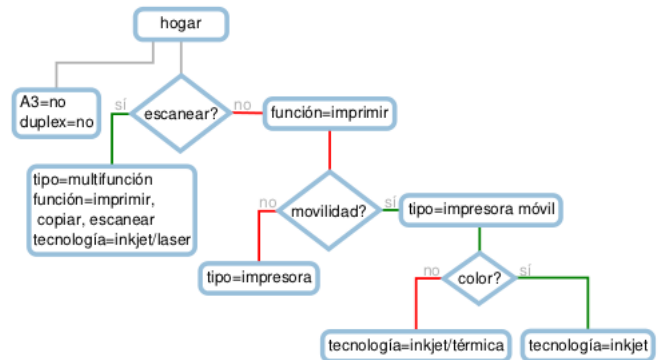 hogar
A3=no
duplex=no
sí
escanear?
no
función=imprimir
tipo=multifunción
función=imprimir,
copiar, escanear
tecnología=inkjet/laser
no
movilidad?
sí
tipo=impresora móvil
tipo=impresora
no
color?
sí
tecnología=inkjet/térmica
tecnología=inkjet